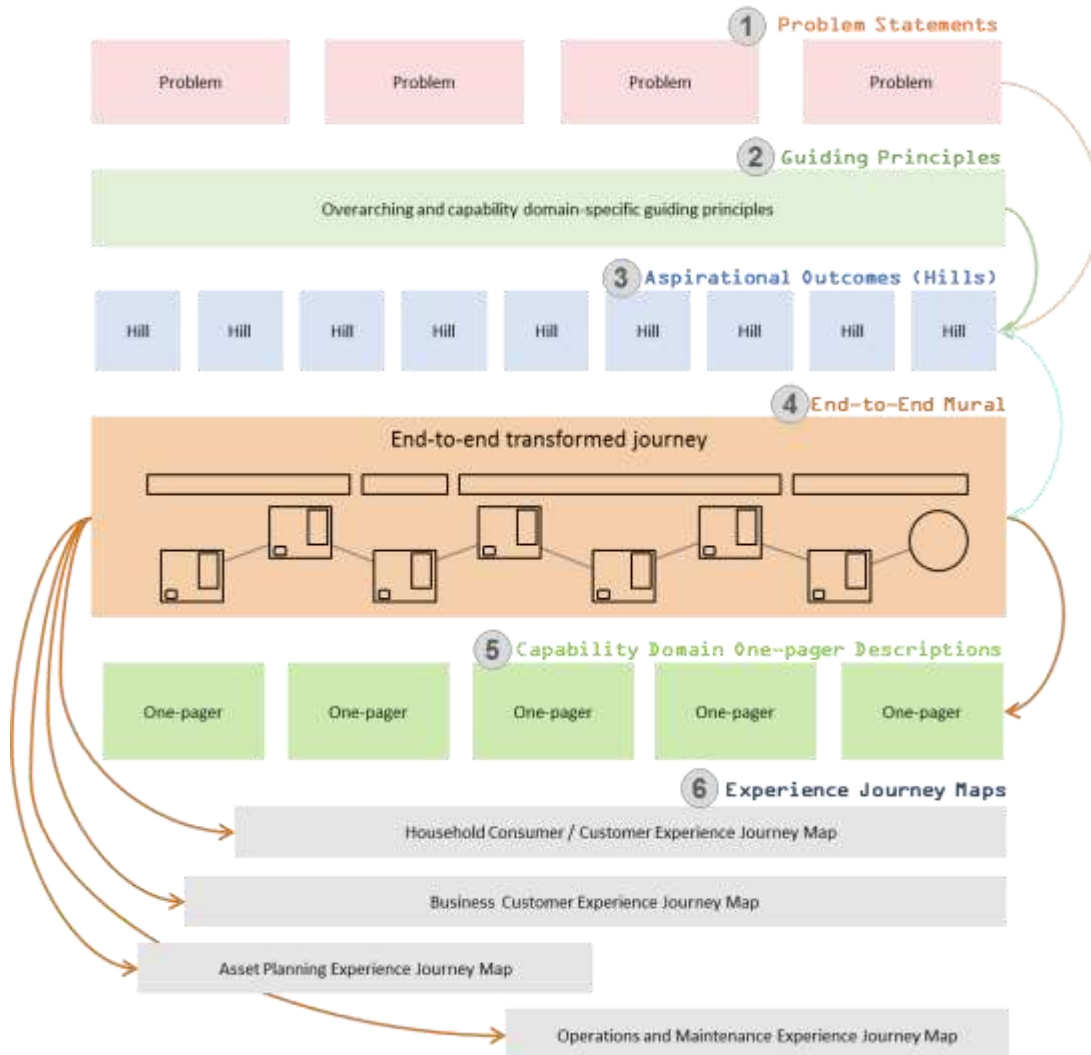 1 Problem Statements
Problem
Problem
Problem
Problem
2 Guiding Principles
Overarching and capability domain-specific guiding principles
3 Aspirational Outcomes (Hills)
Hill
Hill
Hill
Hill
Hill
Hill
Hill
Hill
Hill
4 End-to-End Mural
End-to-end transformed journey
5 Capability Domain One-pager Descriptions
One-pager
One-pager
One-pager
One-pager
One-pager
6 Experience Journey Maps
Household Consumer / Customer Experience Journey Map
Business Customer Experience Journey Map
Asset Planning Experience Journey Map
Operations and Maintenance Experience Journey Map